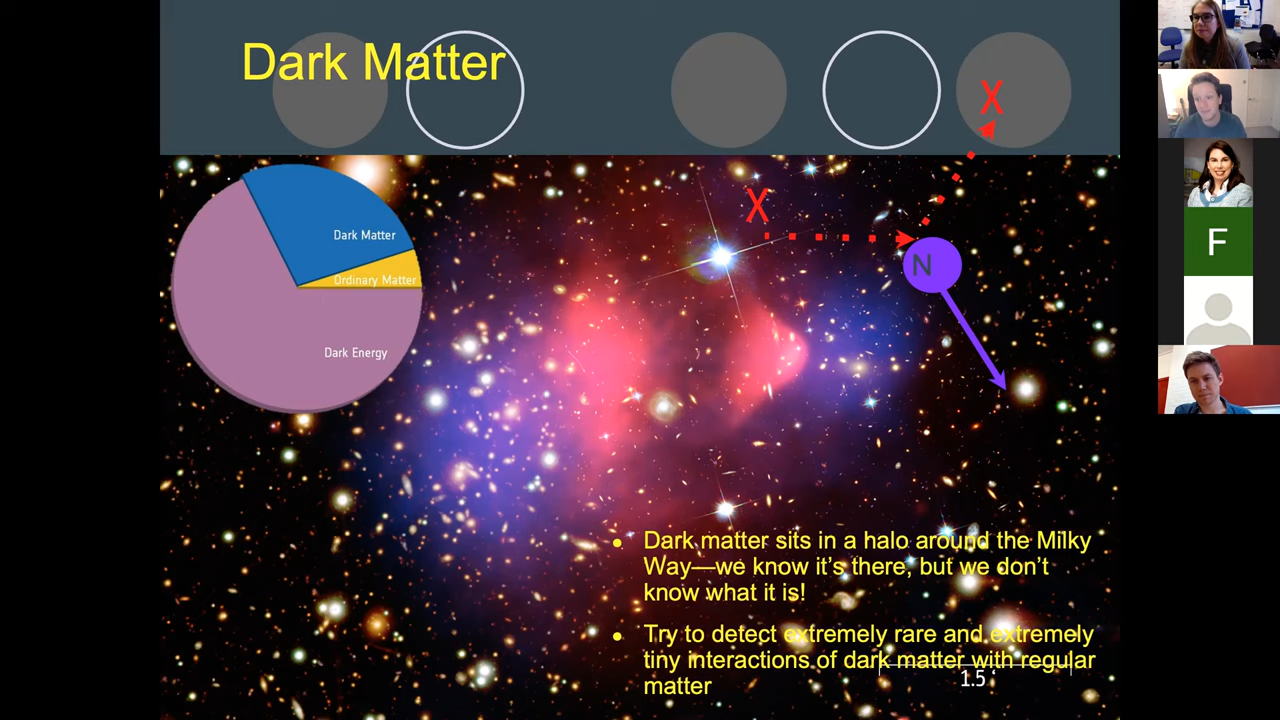 Dark Matter
X
X
N
Dark Matter
Ordinary Matter
Dark Energy
F
• Dark matter sits in a halo around the Milky
Way—we know it’s there, but we don’t
know what it is!
• Try to detect extremely rare and extremely
tiny interactions of dark matter with regular
matter
1.5'